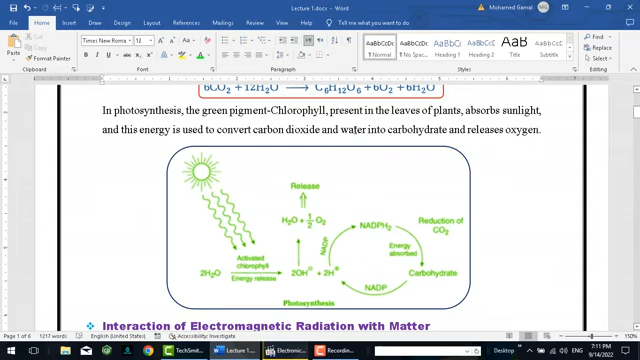 Lecture 1.docx - Word
Mohamed Gamal MG
File Home Insert Design Layout References Mailings Review View Help Tell me what you want to do
Paste Cut Copy Format Painter
Times New Roma 12
AaBbCcDc AaBbCcDc AaBbCc AaBbCcD AaB AaBbCcD
Normal No Spac... Heading 1 Heading 2 Title Subtitle
Find Replace Select
Clipboard Font Paragraph Styles Editing
6CO2 + 12H2O ⟶ C6H12O6 + 6O2 + 6H2O
In photosynthesis, the green pigment-Chlorophyll, present in the leaves of plants, absorbs sunlight,
and this energy is used to convert carbon dioxide and water into carbohydrate and releases oxygen.
Release
H2O + 1/2 O2
NADP
NADPH2
Reduction of
CO2
Energy
absorbed
2H2O
Activated
chlorophyll
Energy release
2OH⊖ + 2H⊕
Carbohydrate
NADP
Photosynthesis
❖ Interaction of Electromagnetic Radiation with Matter
Page 1 of 6 1217 words English (United States) Accessibility: Investigate
TechSmit... Lecture 1... Electronic... Recording... Desktop ENG 7:11 PM
9/14/2022